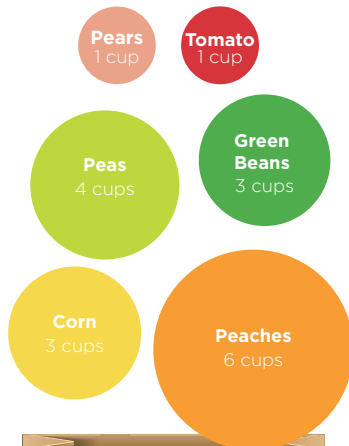 Pears
1 cup
Tomato
1 cup
Green
Beans
3 cups
Peas
4 cups
Corn
3 cups
Peaches
6 cups